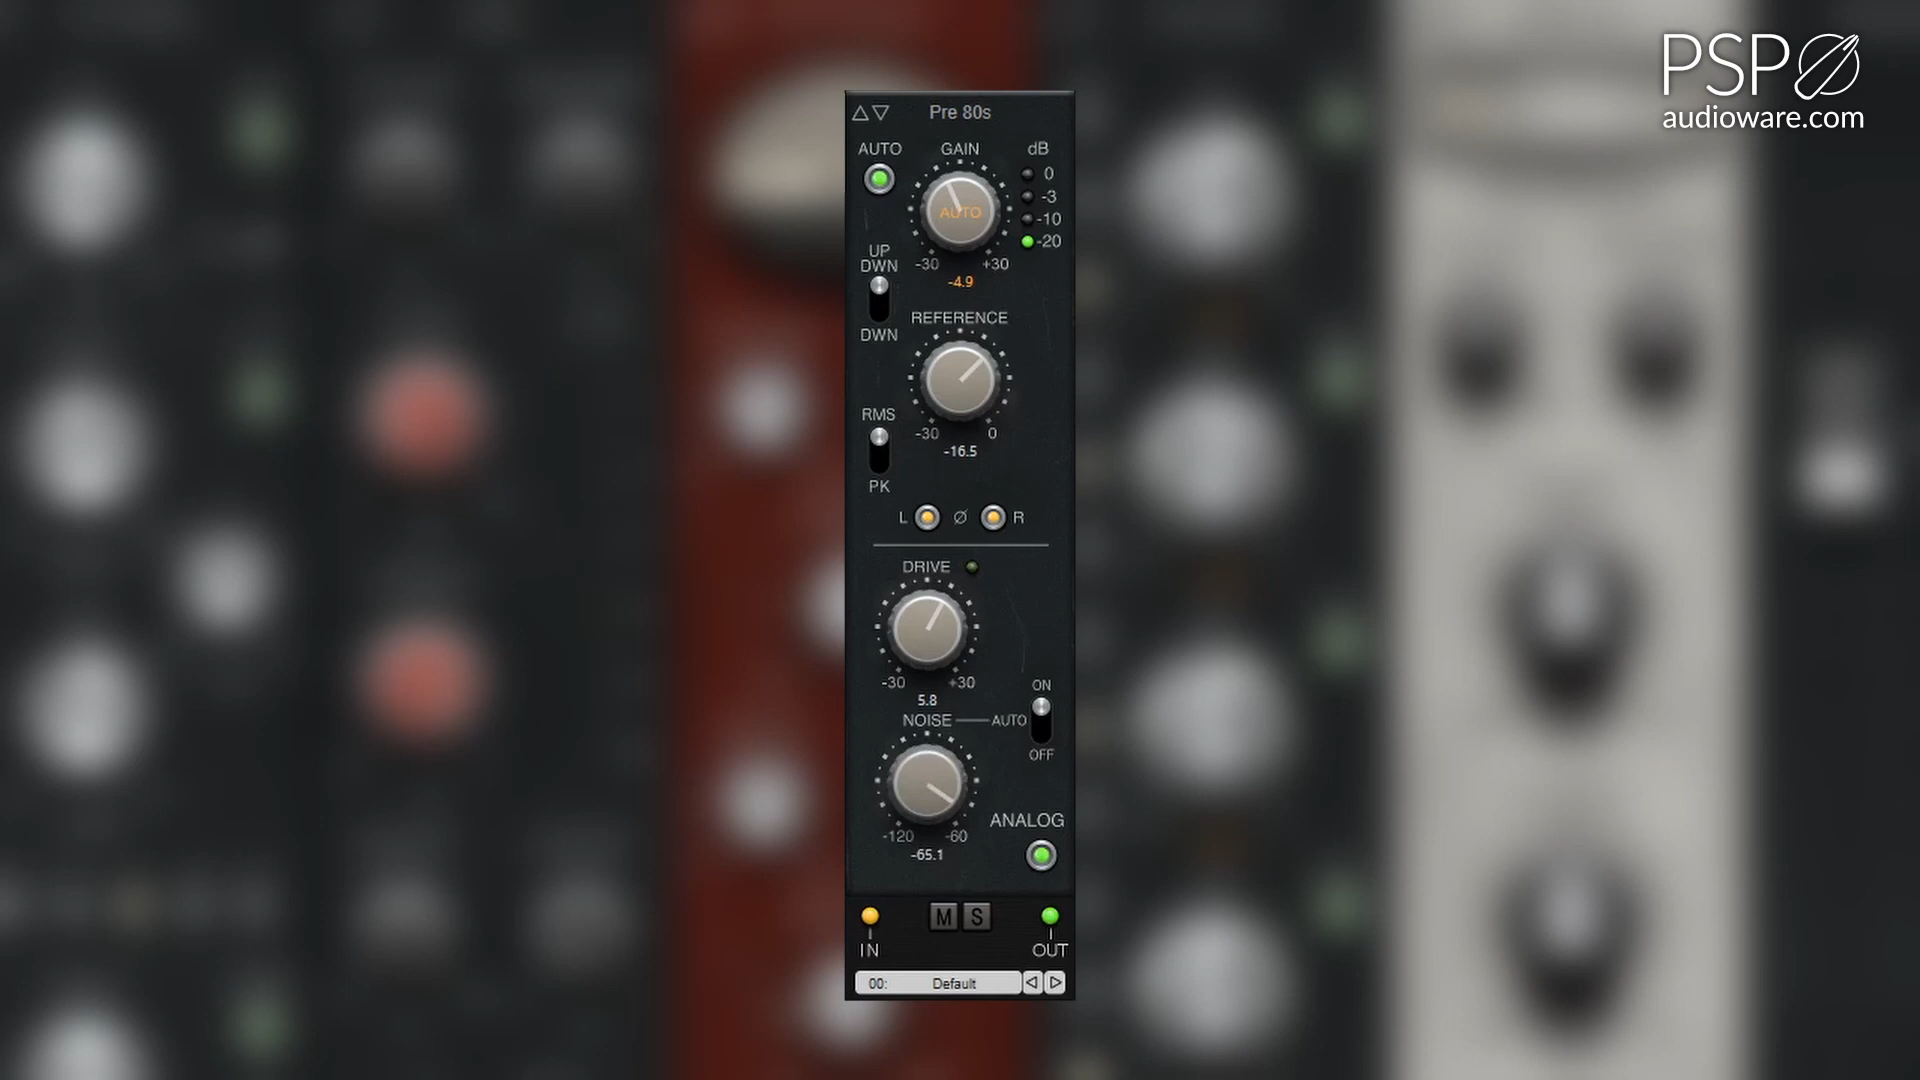 PSP
audioware.com
Pre 80s
AUTO
GAIN
dB
0
-3
-10
-20
AUTO
-30
+30
-4.9
UP
DWN
DWN
REFERENCE
-30
0
-16.5
RMS
PK
L Ø R
DRIVE
-30
+30
5.8
NOISE
AUTO
ON
OFF
-120
-60
-65.1
ANALOG
M S
IN
OUT
00: Default